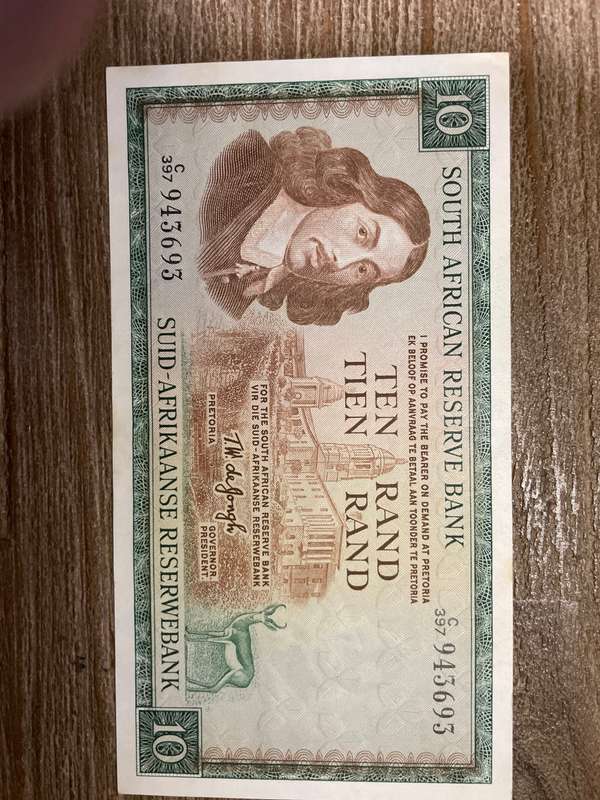 10
SOUTH AFRICAN RESERVE BANK
I PROMISE TO PAY THE BEARER ON DEMAND AT PRETORIA
EK BELOOF OP AANVRAAG TE BETAAL AAN TOONDER TE PRETORIA
C
397 943693
TEN RAND
TIEN RAND
FOR THE SOUTH AFRICAN RESERVE BANK
VIR DIE SUID-AFRIKAANSE RESERWEBANK
T.W. de Jongh
PRETORIA
GOVERNOR.
PRESIDENT.
C
397 943693
SUID-AFRIKAANSE RESERWEBANK
10